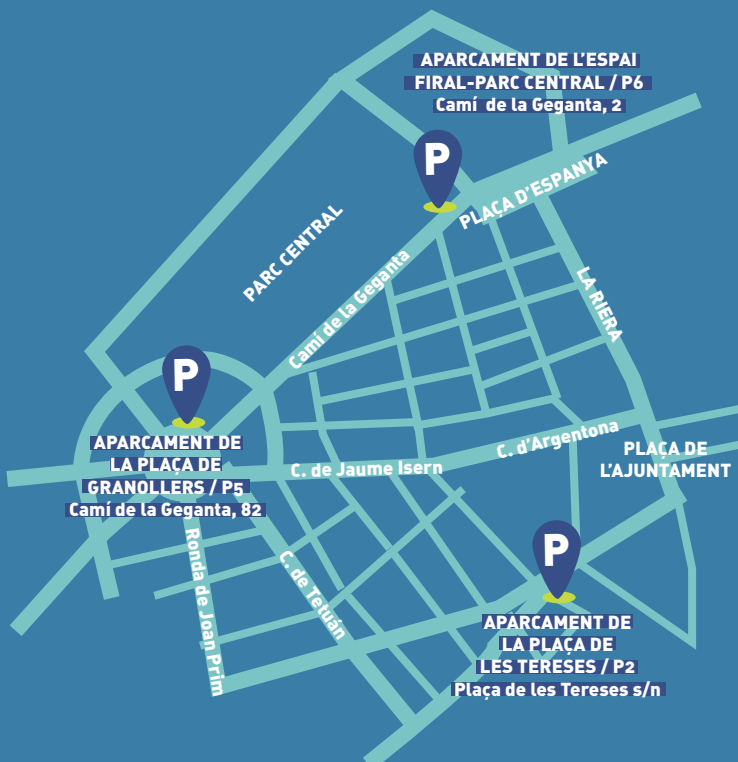 APARCAMENT DE L'ESPAI
FIRAL-PARC CENTRAL / P6
Camí de la Geganta, 2
P
PLAÇA D'ESPANYA
PARC CENTRAL
Camí de la Geganta
LA RIERA
P
APARCAMENT DE
LA PLAÇA DE
GRANOLLERS / P5
Camí de la Geganta, 82
C. de Jaume Isern
C. d'Argentona
PLAÇA DE
L'AJUNTAMENT
Ronda de Joan Prim
C. de Tetuán
P
APARCAMENT DE
LA PLAÇA DE
LES TERESES / P2
Plaça de les Tereses s/n